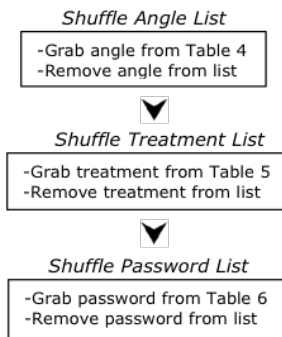 Shuffle Angle List
-Grab angle from Table 4
-Remove angle from list
Shuffle Treatment List
-Grab treatment from Table 5
-Remove treatment from list
Shuffle Password List
-Grab password from Table 6
-Remove password from list